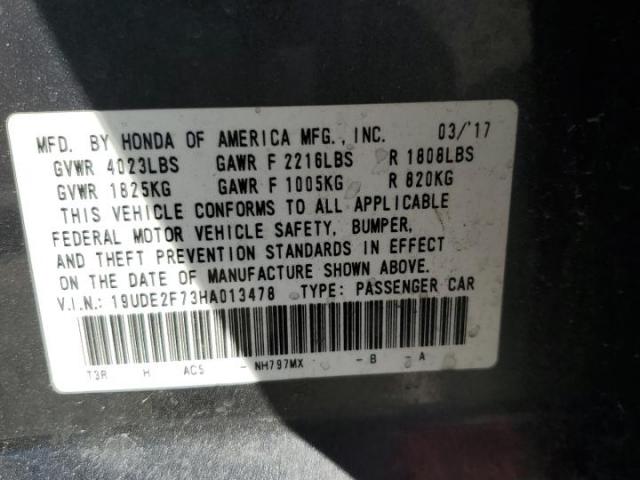 MFD. BY HONDA OF AMERICA MFG., INC. 03/'17
GVWR 4023LBS GAWR F 2216LBS R 1808LBS
GVWR 1825KG GAWR F 1005KG R 820KG
THIS VEHICLE CONFORMS TO ALL APPLICABLE
FEDERAL MOTOR VEHICLE SAFETY, BUMPER,
AND THEFT PREVENTION STANDARDS IN EFFECT
ON THE DATE OF MANUFACTURE SHOWN ABOVE.
V.I.N.: 19UDE2F73HA013478 TYPE: PASSENGER CAR
T3R H AC5 - NH797MX - B - A